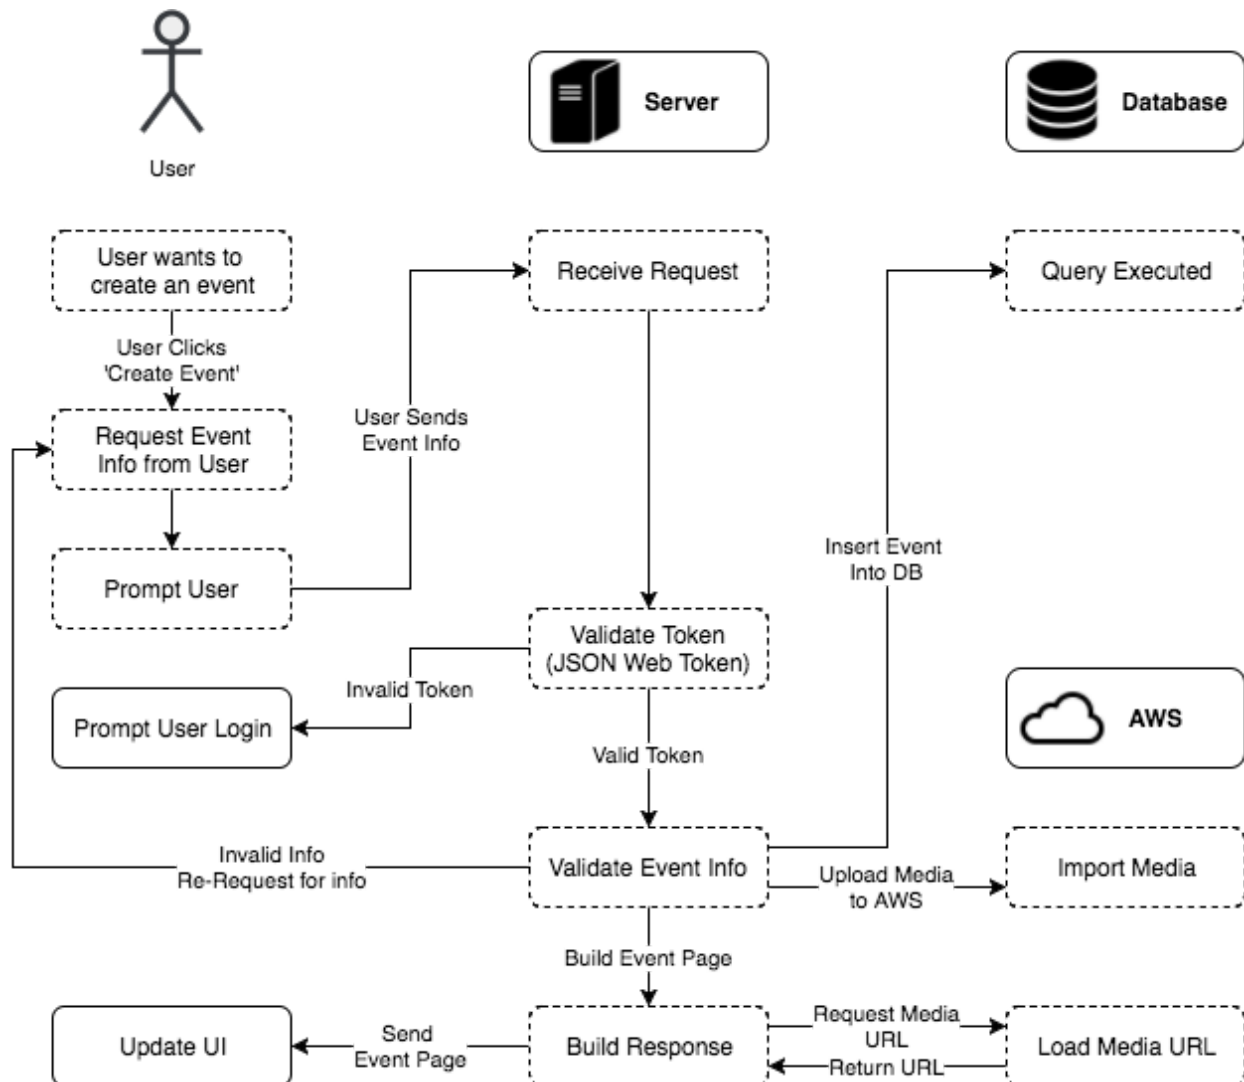 User
Server
Database
User wants to
create an event
Receive Request
Query Executed
User Clicks
'Create Event'
Request Event
Info from User
User Sends
Event Info
Prompt User
Insert Event
Into DB
Validate Token
(JSON Web Token)
Invalid Token
Prompt User Login
AWS
Valid Token
Invalid Info
Re-Request for info
Validate Event Info
Upload Media
to AWS
Import Media
Build Event Page
Update UI
Send
Event Page
Build Response
Request Media
URL
Return URL
Load Media URL